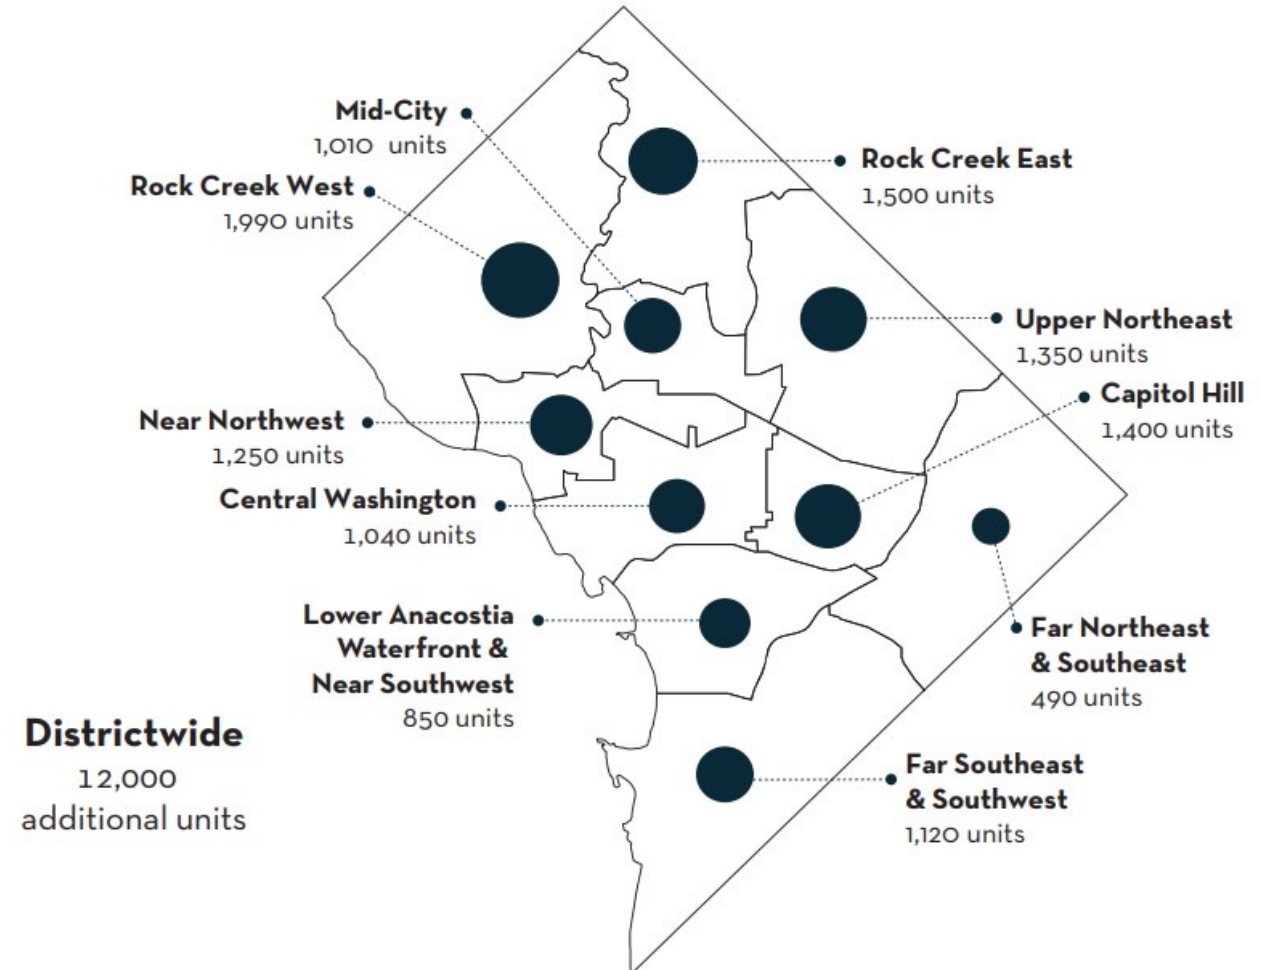 Mid-City
1,010 units
Rock Creek West
1,990 units
Rock Creek East
1,500 units
Upper Northeast
1,350 units
Capitol Hill
1,400 units
Near Northwest
1,250 units
Central Washington
1,040 units
Lower Anacostia
Waterfront &
Near Southwest
850 units
Far Northeast
& Southeast
490 units
Districtwide
12,000
additional units
Far Southeast
& Southwest
1,120 units